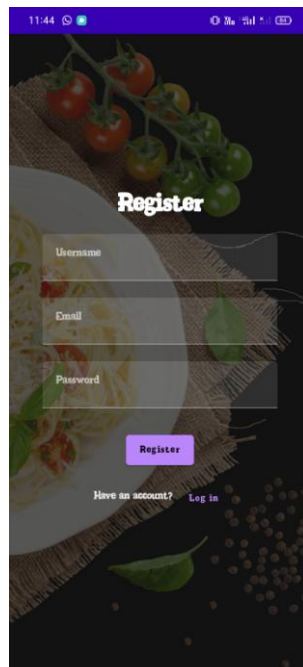 11:44
Register
Username
Email
Password
Register
Have an account? Log in